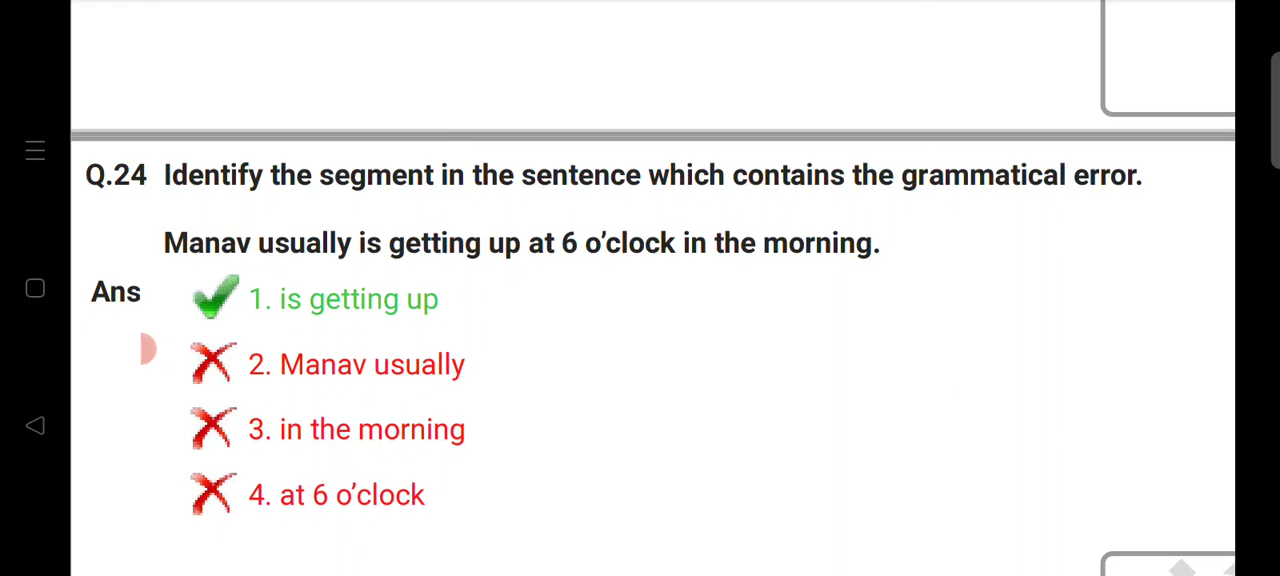 Q.24 Identify the segment in the sentence which contains the grammatical error.
Manav usually is getting up at 6 o’clock in the morning.
Ans 1. is getting up
2. Manav usually
3. in the morning
4. at 6 o’clock